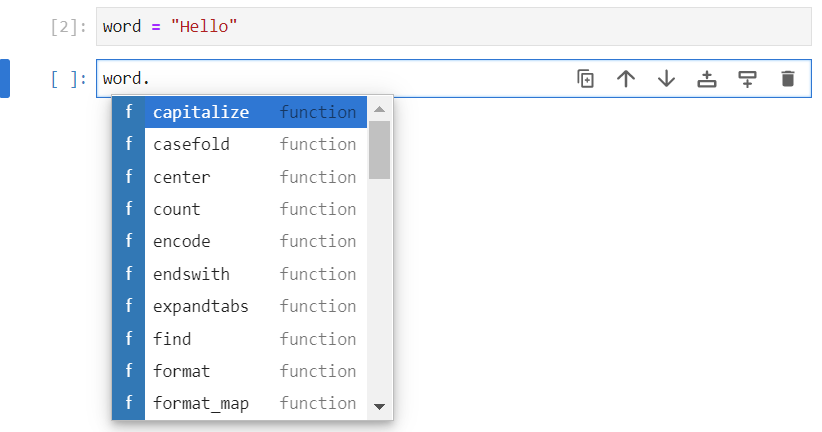 [2]: word = "Hello"
[ ]: word.
f capitalize function
f casefold function
f center function
f count function
f encode function
f endswith function
f expandtabs function
f find function
f format function
f format_map function